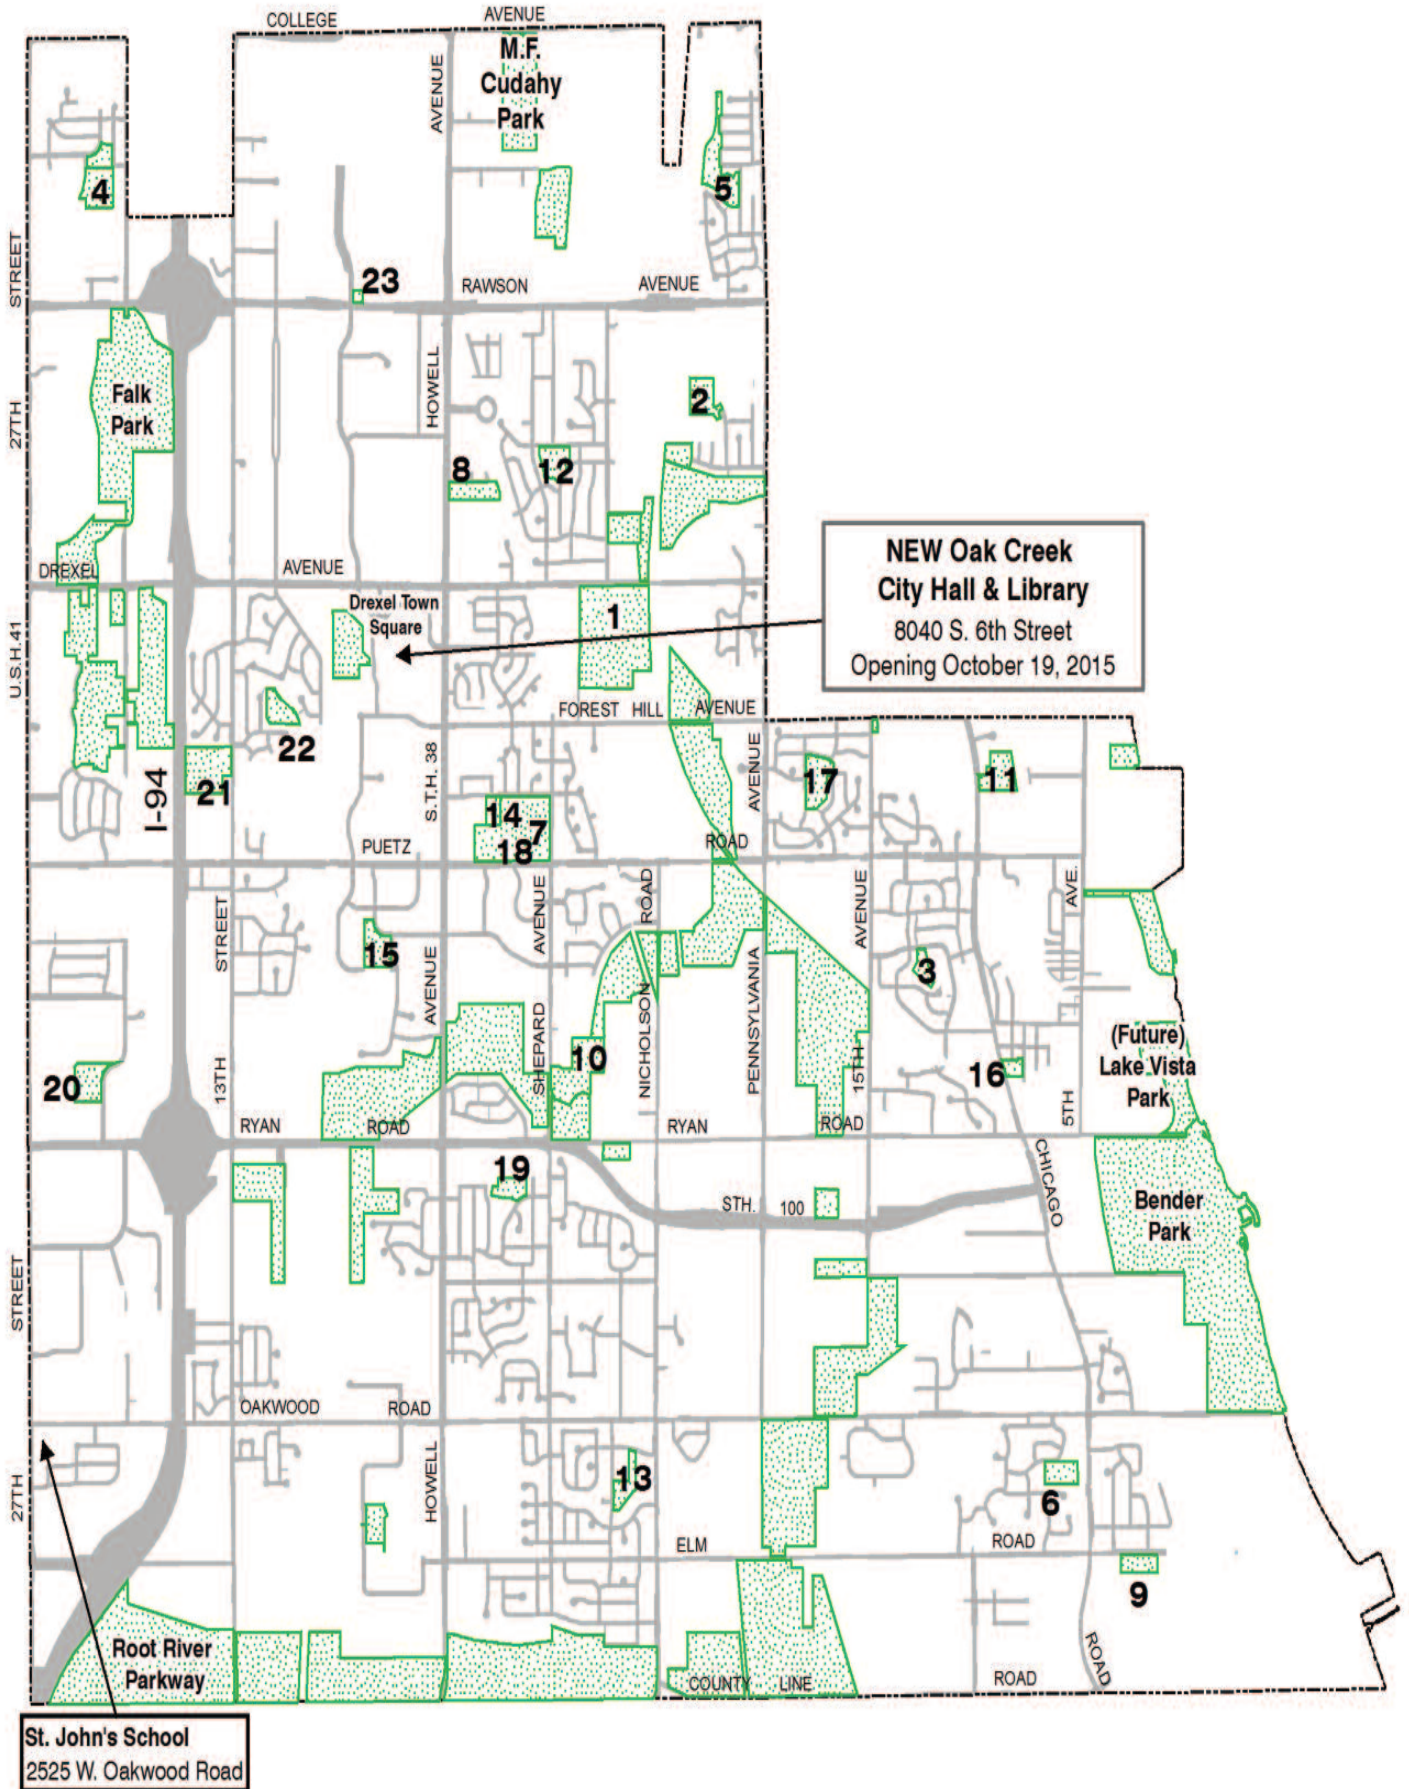 COLLEGE
AVENUE
M.F.
Cudahy
Park
AVENUE
4
5
STREET
23
RAWSON
AVENUE
Falk
Park
HOWELL
27TH
2
8
12
DREXEL
AVENUE
NEW Oak Creek
City Hall & Library
8040 S. 6th Street
Opening October 19, 2015
Drexel Town
Square
1
U.S.H.41
FOREST HILL AVENUE
22
21
I-94
S.T.H. 38
14
7
18
AVENUE
17
11
PUETZ
ROAD
STREET
15
AVENUE
AVENUE
ROAD
AVENUE
AVE.
3
PENNSYLVANIA
NICHOLSON
SHEPARD
10
20
13TH
15TH
16
5TH
(Future)
Lake Vista
Park
RYAN
ROAD
RYAN
ROAD
CHICAGO
19
STH. 100
Bender
Park
STREET
OAKWOOD
ROAD
27TH
HOWELL
13
6
ELM
ROAD
9
Root River
Parkway
COUNTY LINE
ROAD
ROAD
St. John's School
2525 W. Oakwood Road